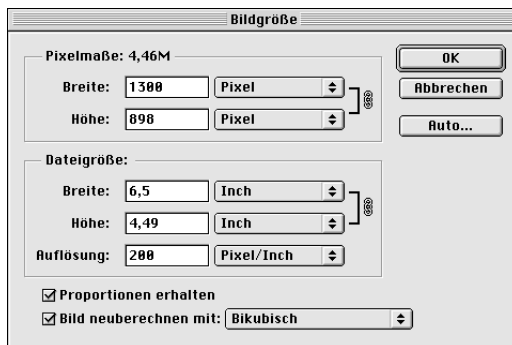 Bildgröße
Pixelmaße: 4,46M
Breite: 1300 Pixel
Höhe: 898 Pixel
OK
Abbrechen
Auto...
Dateigröße:
Breite: 6,5 Inch
Höhe: 4,49 Inch
Auflösung: 200 Pixel/Inch
Proportionen erhalten
Bild neuberechnen mit: Bikubisch